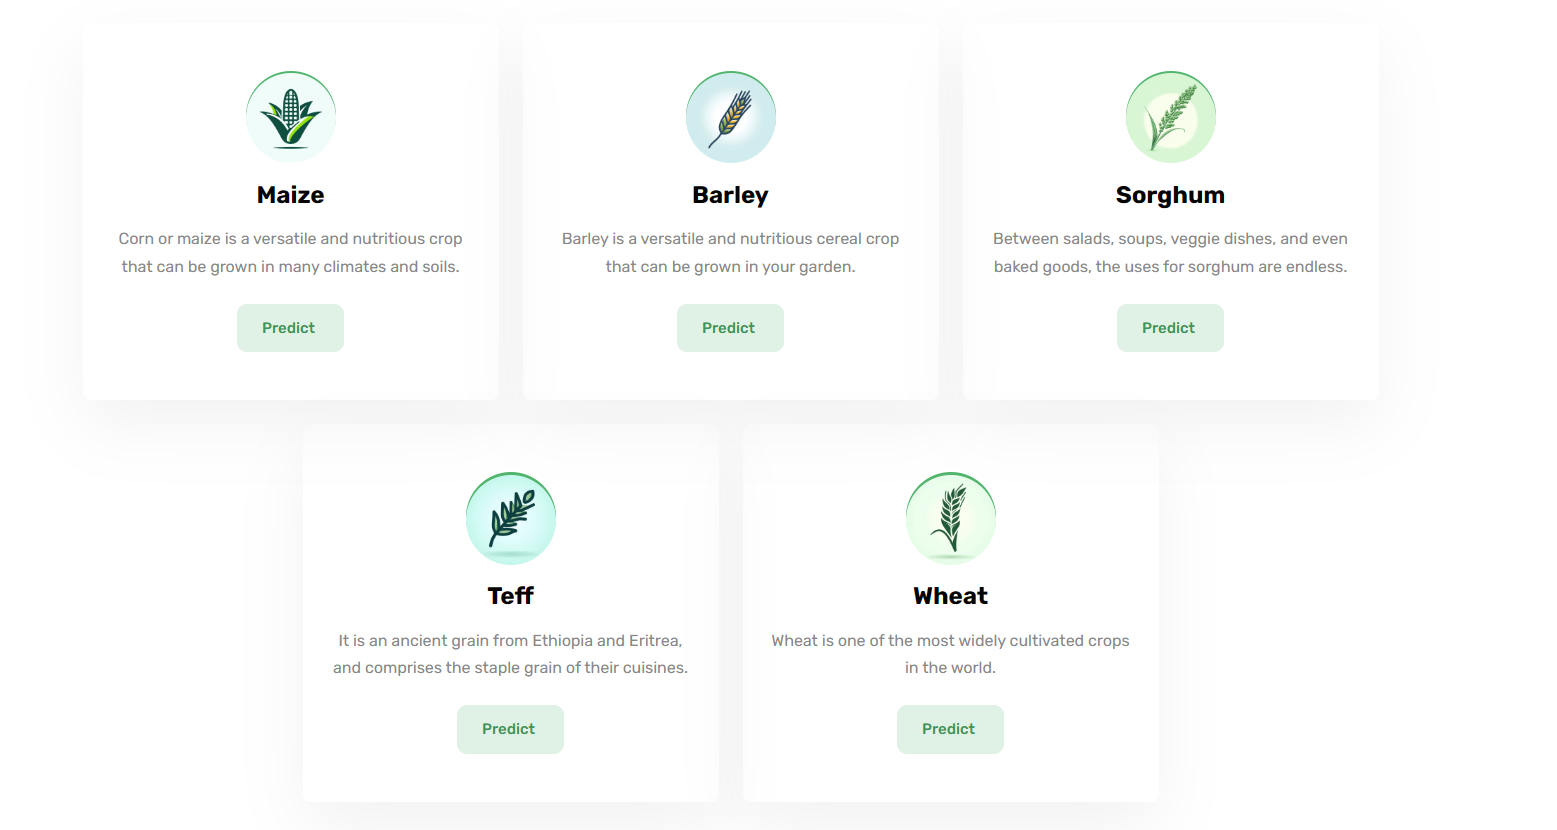 Maize
Corn or maize is a versatile and nutritious crop
that can be grown in many climates and soils.
Predict
Barley
Barley is a versatile and nutritious cereal crop
that can be grown in your garden.
Predict
Sorghum
Between salads, soups, veggie dishes, and even
baked goods, the uses for sorghum are endless.
Predict
Teff
It is an ancient grain from Ethiopia and Eritrea,
and comprises the staple grain of their cuisines.
Predict
Wheat
Wheat is one of the most widely cultivated crops
in the world.
Predict